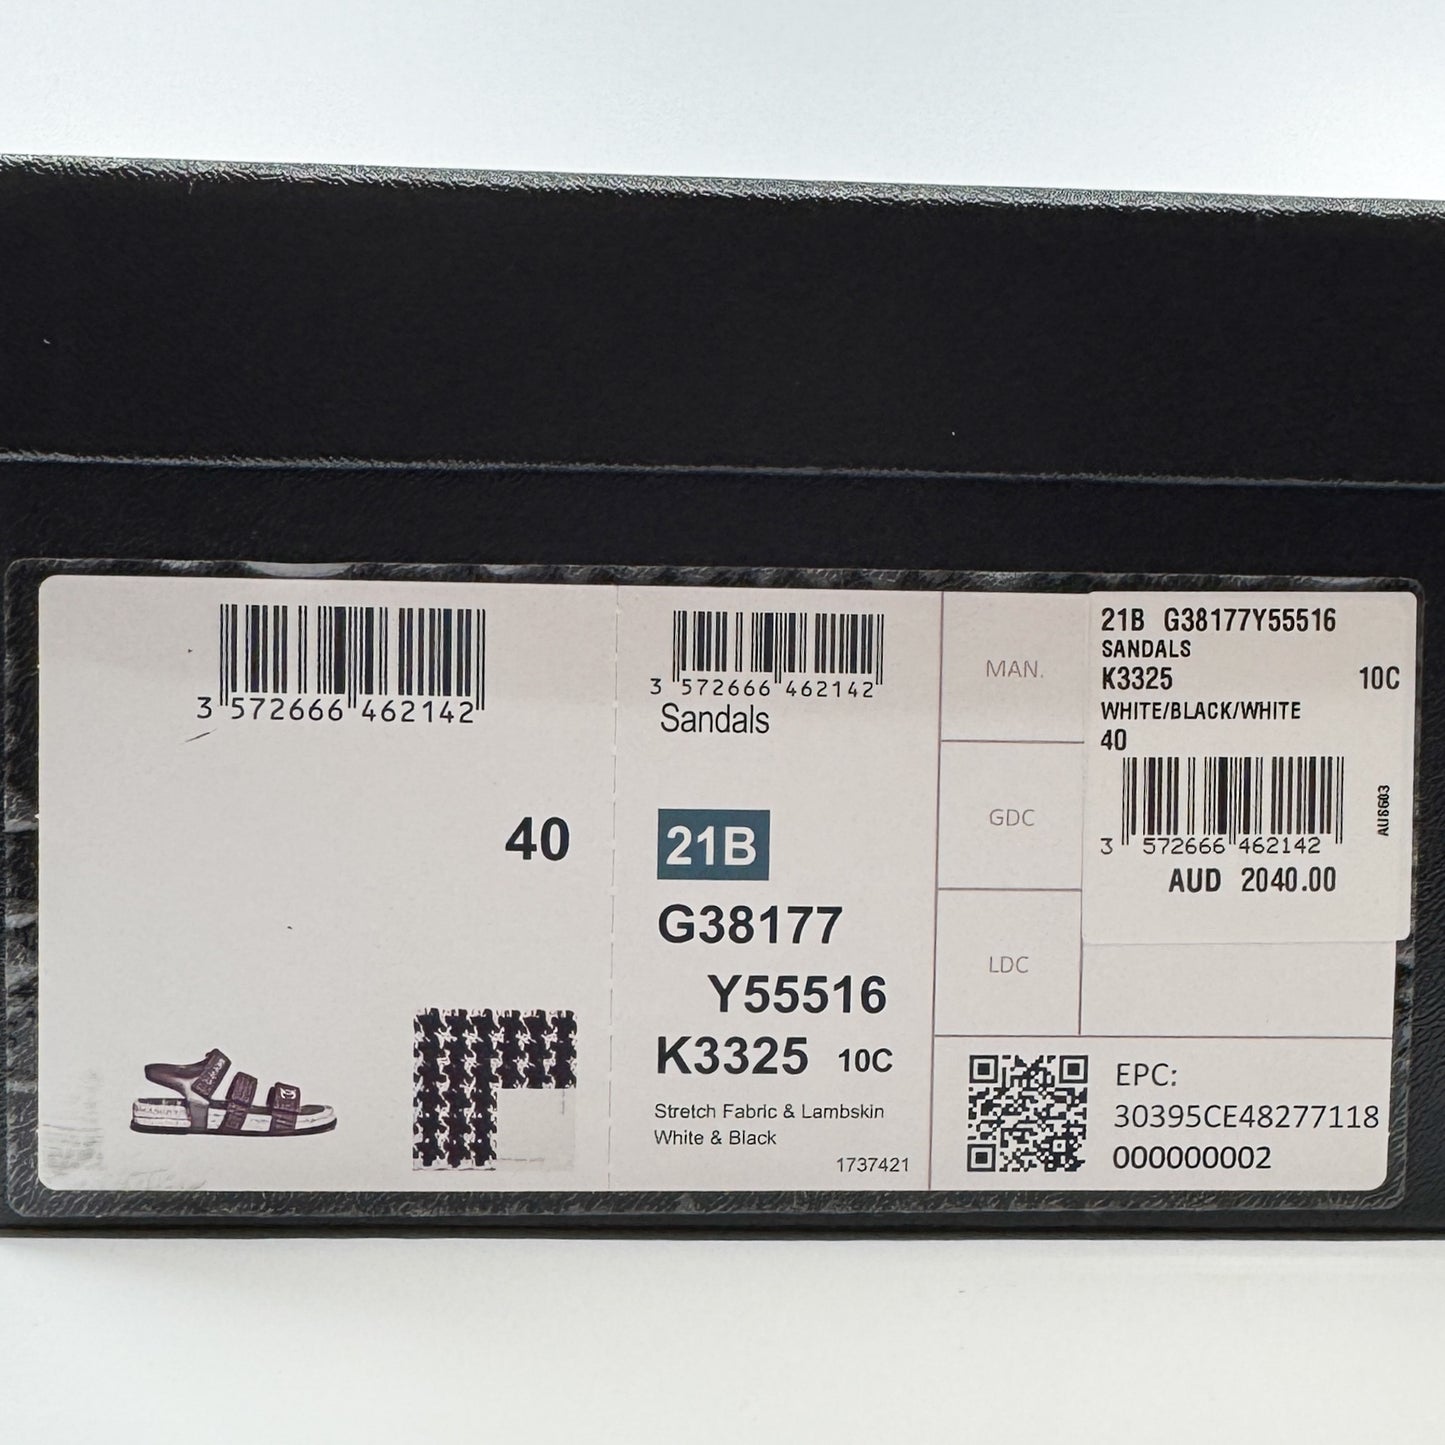 3 572666 462142
40
3 572666 462142
Sandals
21B
G38177
Y55516
K3325 10C
Stretch Fabric & Lambskin
White & Black
1737421
MAN.
GDC
LDC
21B G38177Y55516
SANDALS
K3325 10C
WHITE/BLACK/WHITE
40
3 572666 462142
AUD 2040.00
EPC:
30395CE48277118
000000002